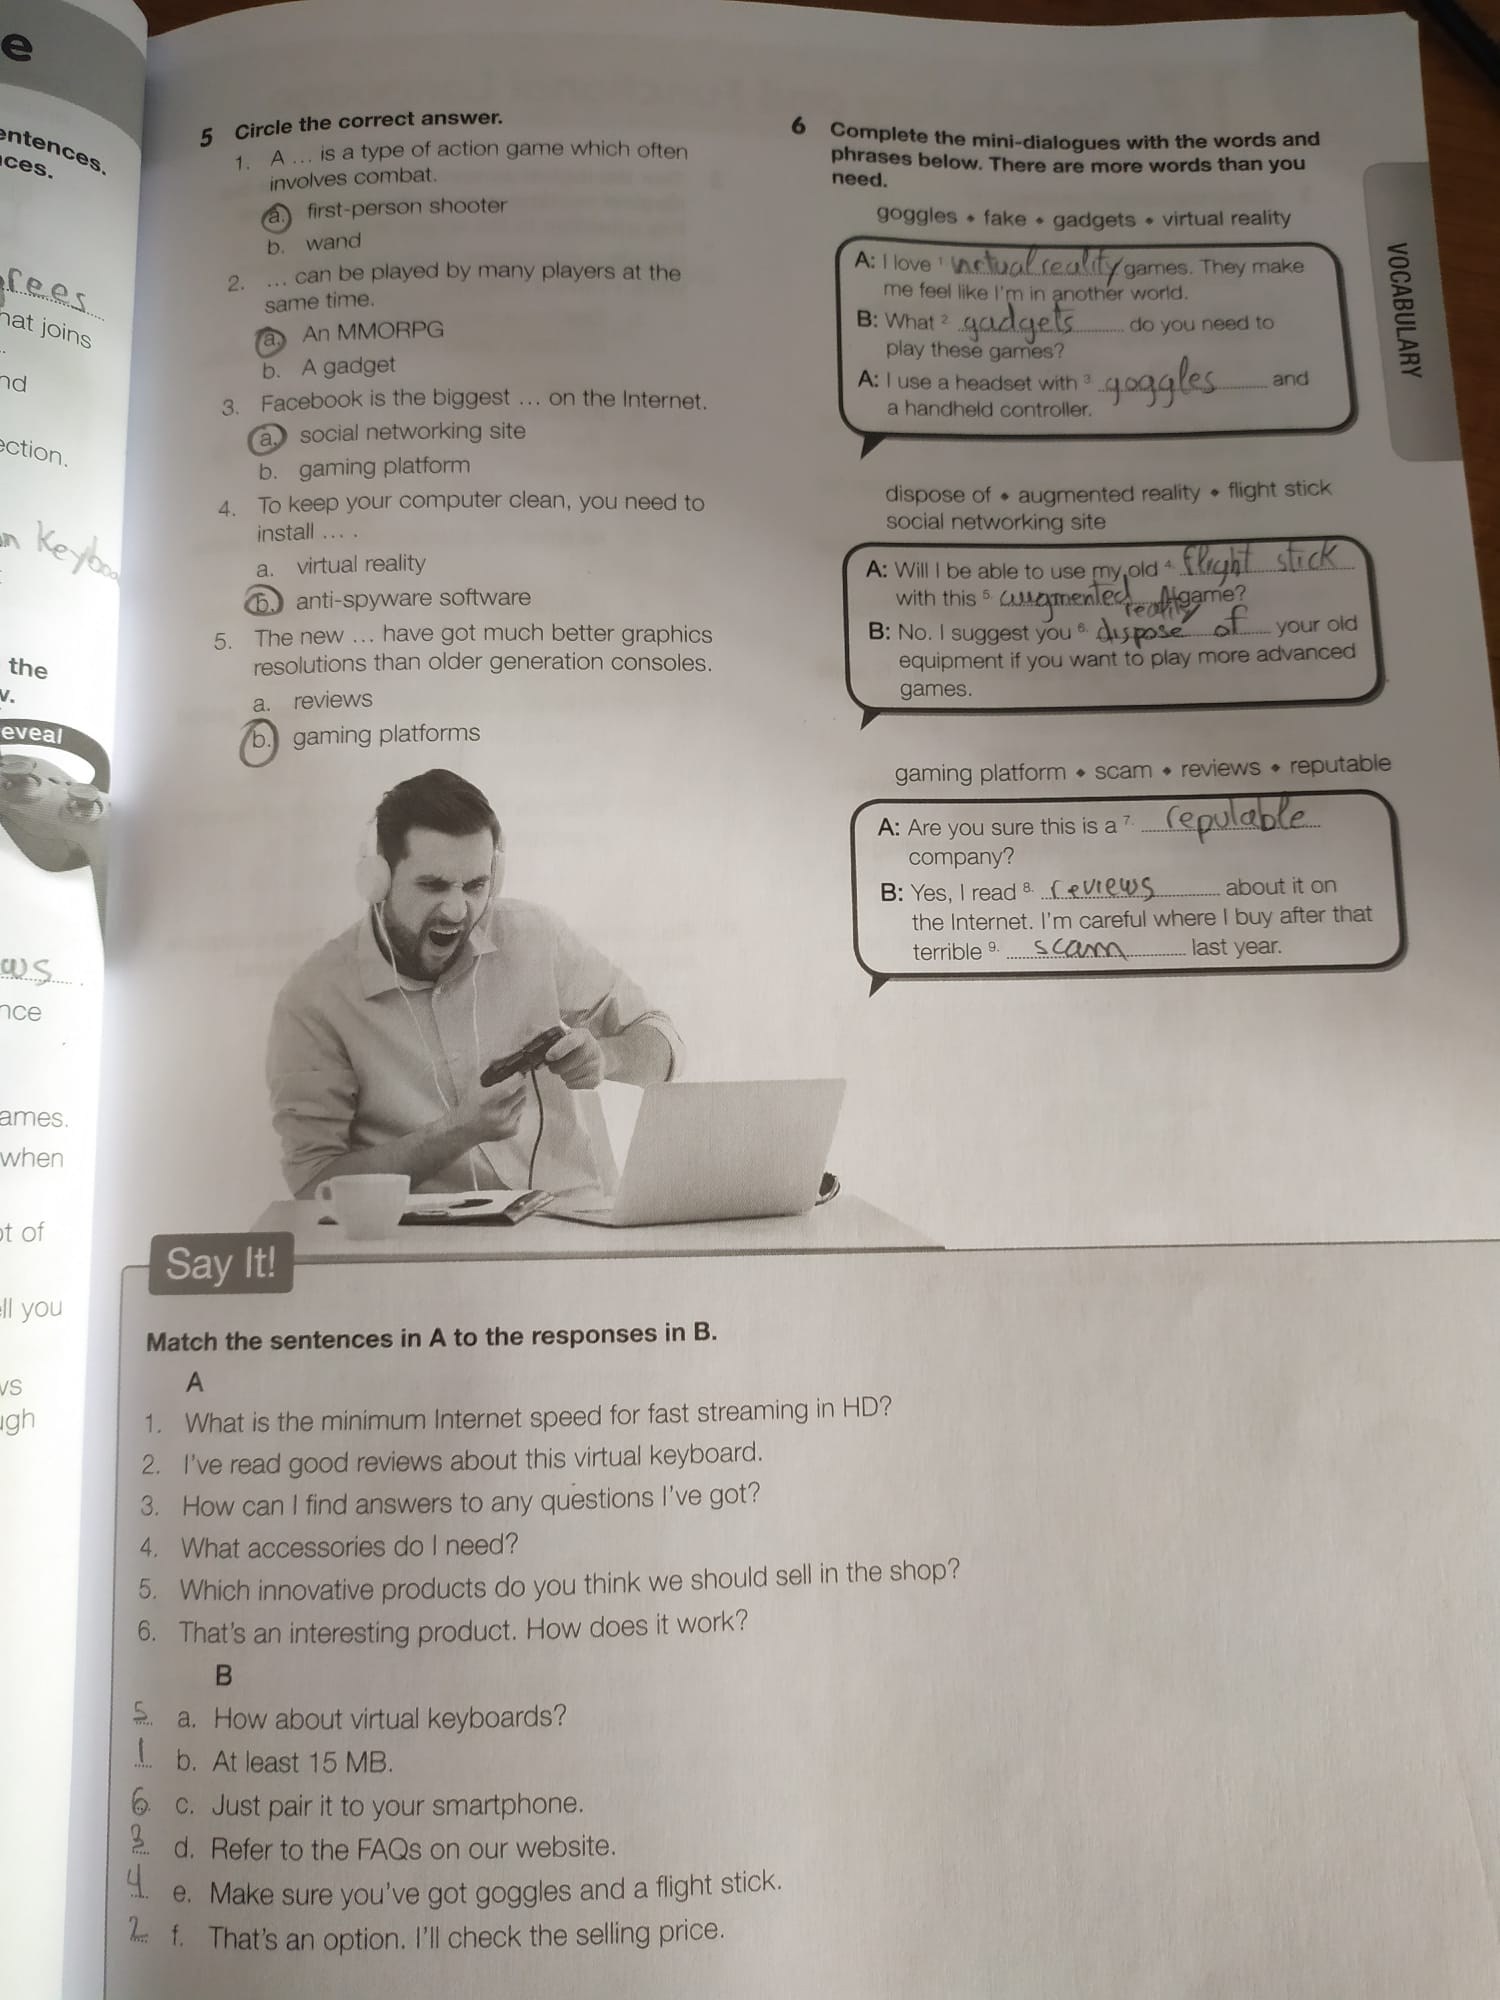 e
entences.
ces.
rees
hat joins
nd
ection.
Keyboa
the
v.
eveal
ws
nce
ames.
when
ot of
ell you
ws
ugh
5 Circle the correct answer.
1. A ... is a type of action game which often
involves combat.
a. first-person shooter
b. wand
2. ... can be played by many players at the
same time.
a. An MMORPG
b. A gadget
3. Facebook is the biggest ... on the Internet.
a. social networking site
b. gaming platform
4. To keep your computer clean, you need to
install ... .
a. virtual reality
b. anti-spyware software
5. The new ... have got much better graphics
resolutions than older generation consoles.
a. reviews
b. gaming platforms
6 Complete the mini-dialogues with the words and
phrases below. There are more words than you
need.
goggles • fake • gadgets • virtual reality
A: I love 1. virtual reality games. They make
me feel like I'm in another world.
B: What 2. gadgets do you need to
play these games?
A: I use a headset with 3. goggles and
a handheld controller.
dispose of • augmented reality • flight stick
social networking site
A: Will I be able to use my old 4. flight stick
with this 5. augmented reality game?
B: No. I suggest you 6. dispose of your old
equipment if you want to play more advanced
games.
gaming platform • scam • reviews • reputable
A: Are you sure this is a 7. reputable
company?
B: Yes, I read 8. reviews about it on
the Internet. I'm careful where I buy after that
terrible 9. scam last year.
VOCABULARY
Say It!
Match the sentences in A to the responses in B.
A
1. What is the minimum Internet speed for fast streaming in HD?
2. I've read good reviews about this virtual keyboard.
3. How can I find answers to any questions I've got?
4. What accessories do I need?
5. Which innovative products do you think we should sell in the shop?
6. That's an interesting product. How does it work?
B
5 a. How about virtual keyboards?
1 b. At least 15 MB.
6 c. Just pair it to your smartphone.
3 d. Refer to the FAQs on our website.
4 e. Make sure you've got goggles and a flight stick.
2 f. That's an option. I'll check the selling price.